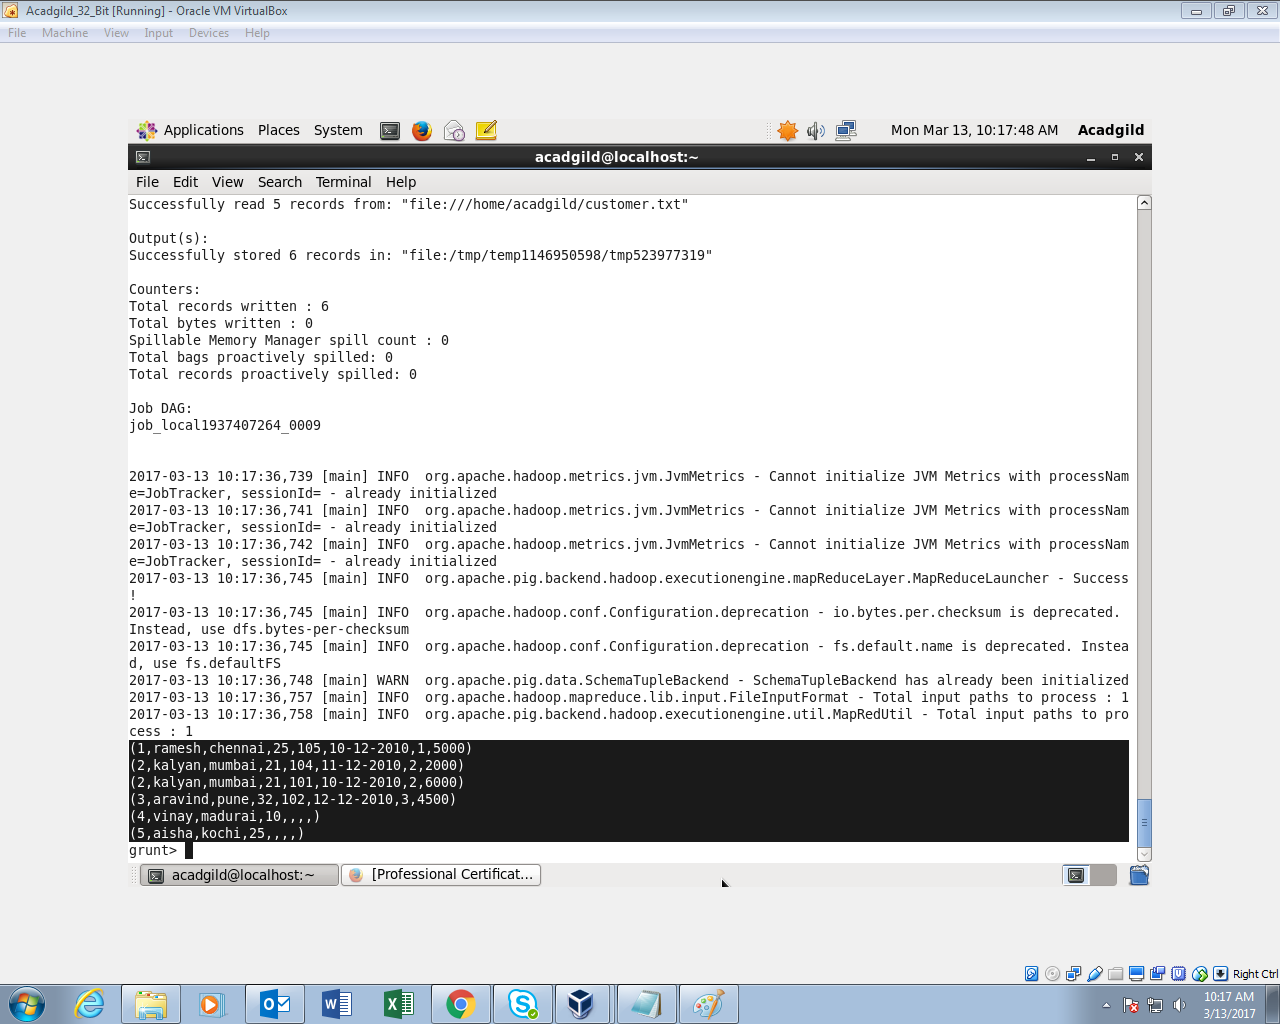 Acadgild_32_Bit [Running] - Oracle VM VirtualBox
File Machine View Input Devices Help
Applications Places System Mon Mar 13, 10:17:48 AM Acadgild
acadgild@localhost:~
File Edit View Search Terminal Help
Successfully read 5 records from: "file:///home/acadgild/customer.txt"
Output(s):
Successfully stored 6 records in: "file:/tmp/temp1146950598/tmp523977319"
Counters:
Total records written : 6
Total bytes written : 0
Spillable Memory Manager spill count : 0
Total bags proactively spilled: 0
Total records proactively spilled: 0
Job DAG:
job_local1937407264_0009
2017-03-13 10:17:36,739 [main] INFO  org.apache.hadoop.metrics.jvm.JvmMetrics - Cannot initialize JVM Metrics with processNam
e=JobTracker, sessionId= - already initialized
2017-03-13 10:17:36,741 [main] INFO  org.apache.hadoop.metrics.jvm.JvmMetrics - Cannot initialize JVM Metrics with processNam
e=JobTracker, sessionId= - already initialized
2017-03-13 10:17:36,742 [main] INFO  org.apache.hadoop.metrics.jvm.JvmMetrics - Cannot initialize JVM Metrics with processNam
e=JobTracker, sessionId= - already initialized
2017-03-13 10:17:36,745 [main] INFO  org.apache.pig.backend.hadoop.executionengine.mapReduceLayer.MapReduceLauncher - Success
!
2017-03-13 10:17:36,745 [main] INFO  org.apache.hadoop.conf.Configuration.deprecation - io.bytes.per.checksum is deprecated.
Instead, use dfs.bytes-per-checksum
2017-03-13 10:17:36,745 [main] INFO  org.apache.hadoop.conf.Configuration.deprecation - fs.default.name is deprecated. Instea
d, use fs.defaultFS
2017-03-13 10:17:36,748 [main] WARN  org.apache.pig.data.SchemaTupleBackend - SchemaTupleBackend has already been initialized
2017-03-13 10:17:36,757 [main] INFO  org.apache.hadoop.mapreduce.lib.input.FileInputFormat - Total input paths to process : 1
2017-03-13 10:17:36,758 [main] INFO  org.apache.pig.backend.hadoop.executionengine.util.MapRedUtil - Total input paths to pro
cess : 1
(1,ramesh,chennai,25,105,10-12-2010,1,5000)
(2,kalyan,mumbai,21,104,11-12-2010,2,2000)
(2,kalyan,mumbai,21,101,10-12-2010,2,6000)
(3,aravind,pune,32,102,12-12-2010,3,4500)
(4,vinay,madurai,10,,,,)
(5,aisha,kochi,25,,,,)
grunt>
acadgild@localhost:~ [Professional Certificat...
Right Ctrl
10:17 AM
3/13/2017